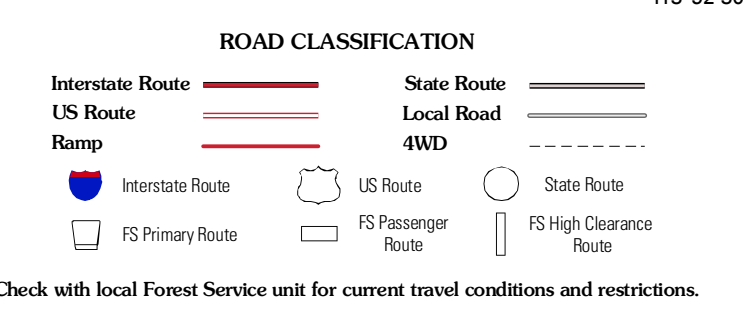 ROAD CLASSIFICATION
Interstate Route
State Route
US Route
Local Road
Ramp
4WD
Interstate Route
US Route
State Route
FS Primary Route
FS Passenger
Route
FS High Clearance
Route
Check with local Forest Service unit for current travel conditions and restrictions.